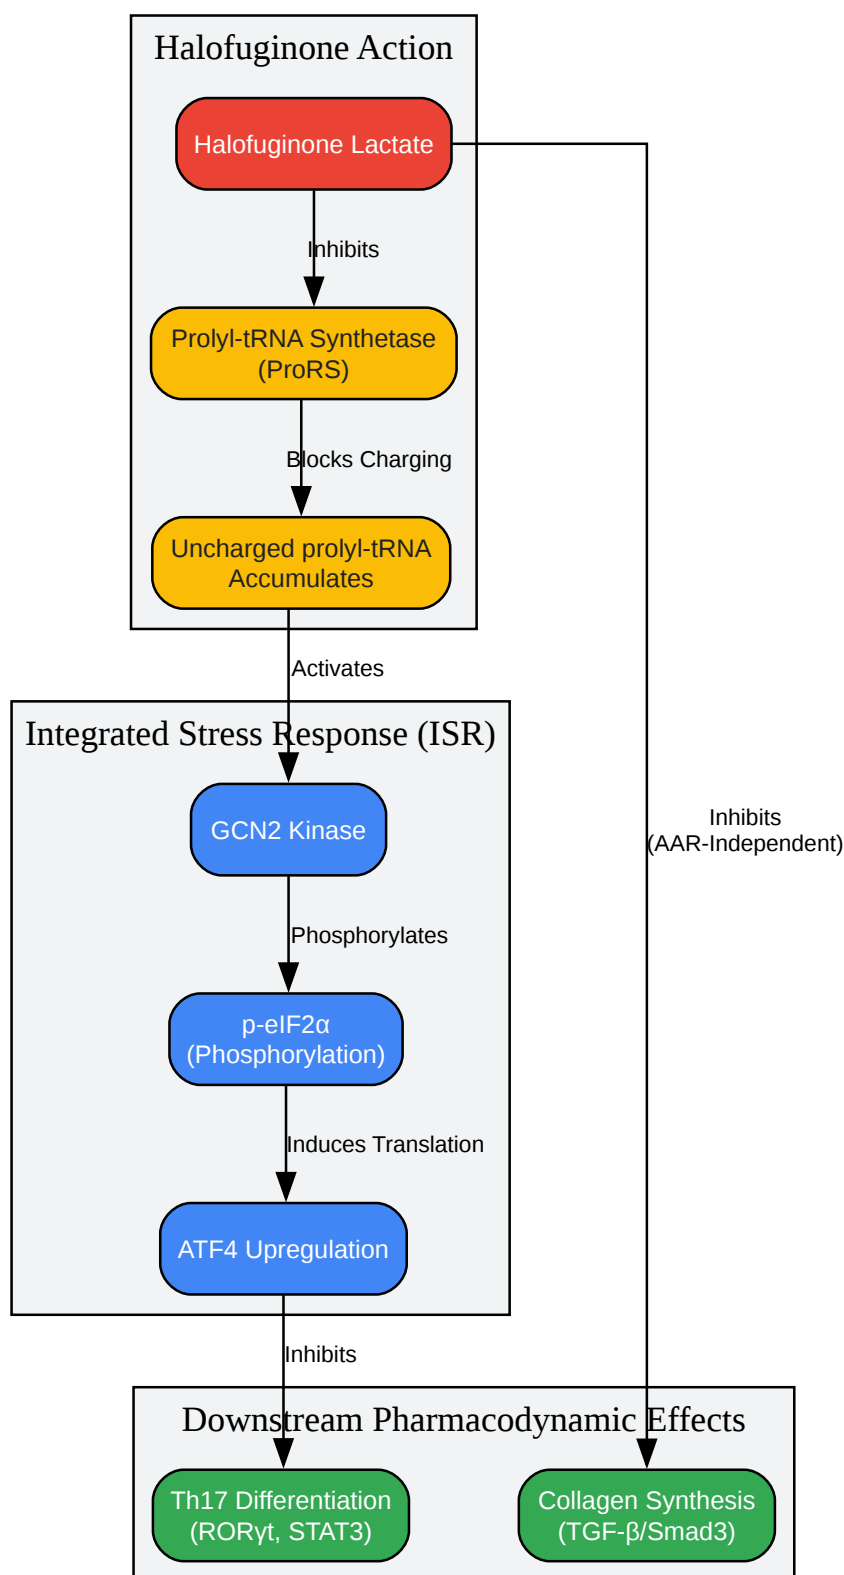 Halofuginone Action
Halofuginone Lactate
Inhibits
Prolyl-tRNA Synthetase
(ProRS)
Blocks Charging
Uncharged prolyl-tRNA
Accumulates
Activates
Integrated Stress Response (ISR)
GCN2 Kinase
Inhibits
(AAR-Independent)
Phosphorylates
p-eIF2α
(Phosphorylation)
Induces Translation
ATF4 Upregulation
Inhibits
Downstream Pharmacodynamic Effects
Th17 Differentiation
(RORγt, STAT3)
Collagen Synthesis
(TGF-β/Smad3)